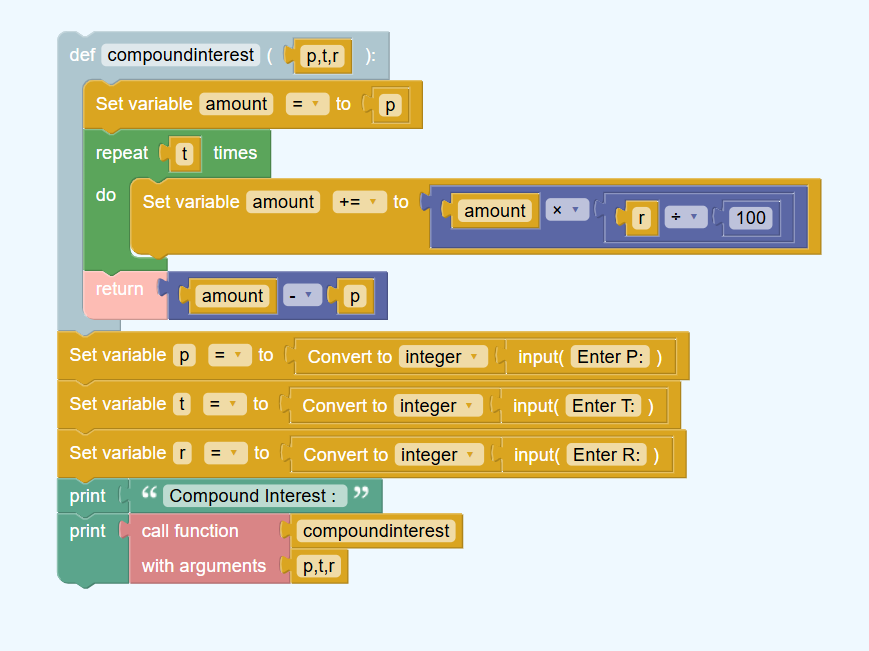 def compoundinterest ( p,t,r ):
Set variable amount = to p
repeat t times
do Set variable amount += to amount × r ÷ 100
return amount - p
Set variable p = to Convert to integer input( Enter P: )
Set variable t = to Convert to integer input( Enter T: )
Set variable r = to Convert to integer input( Enter R: )
print “ Compound Interest : ”
print call function compoundinterest
with arguments p,t,r